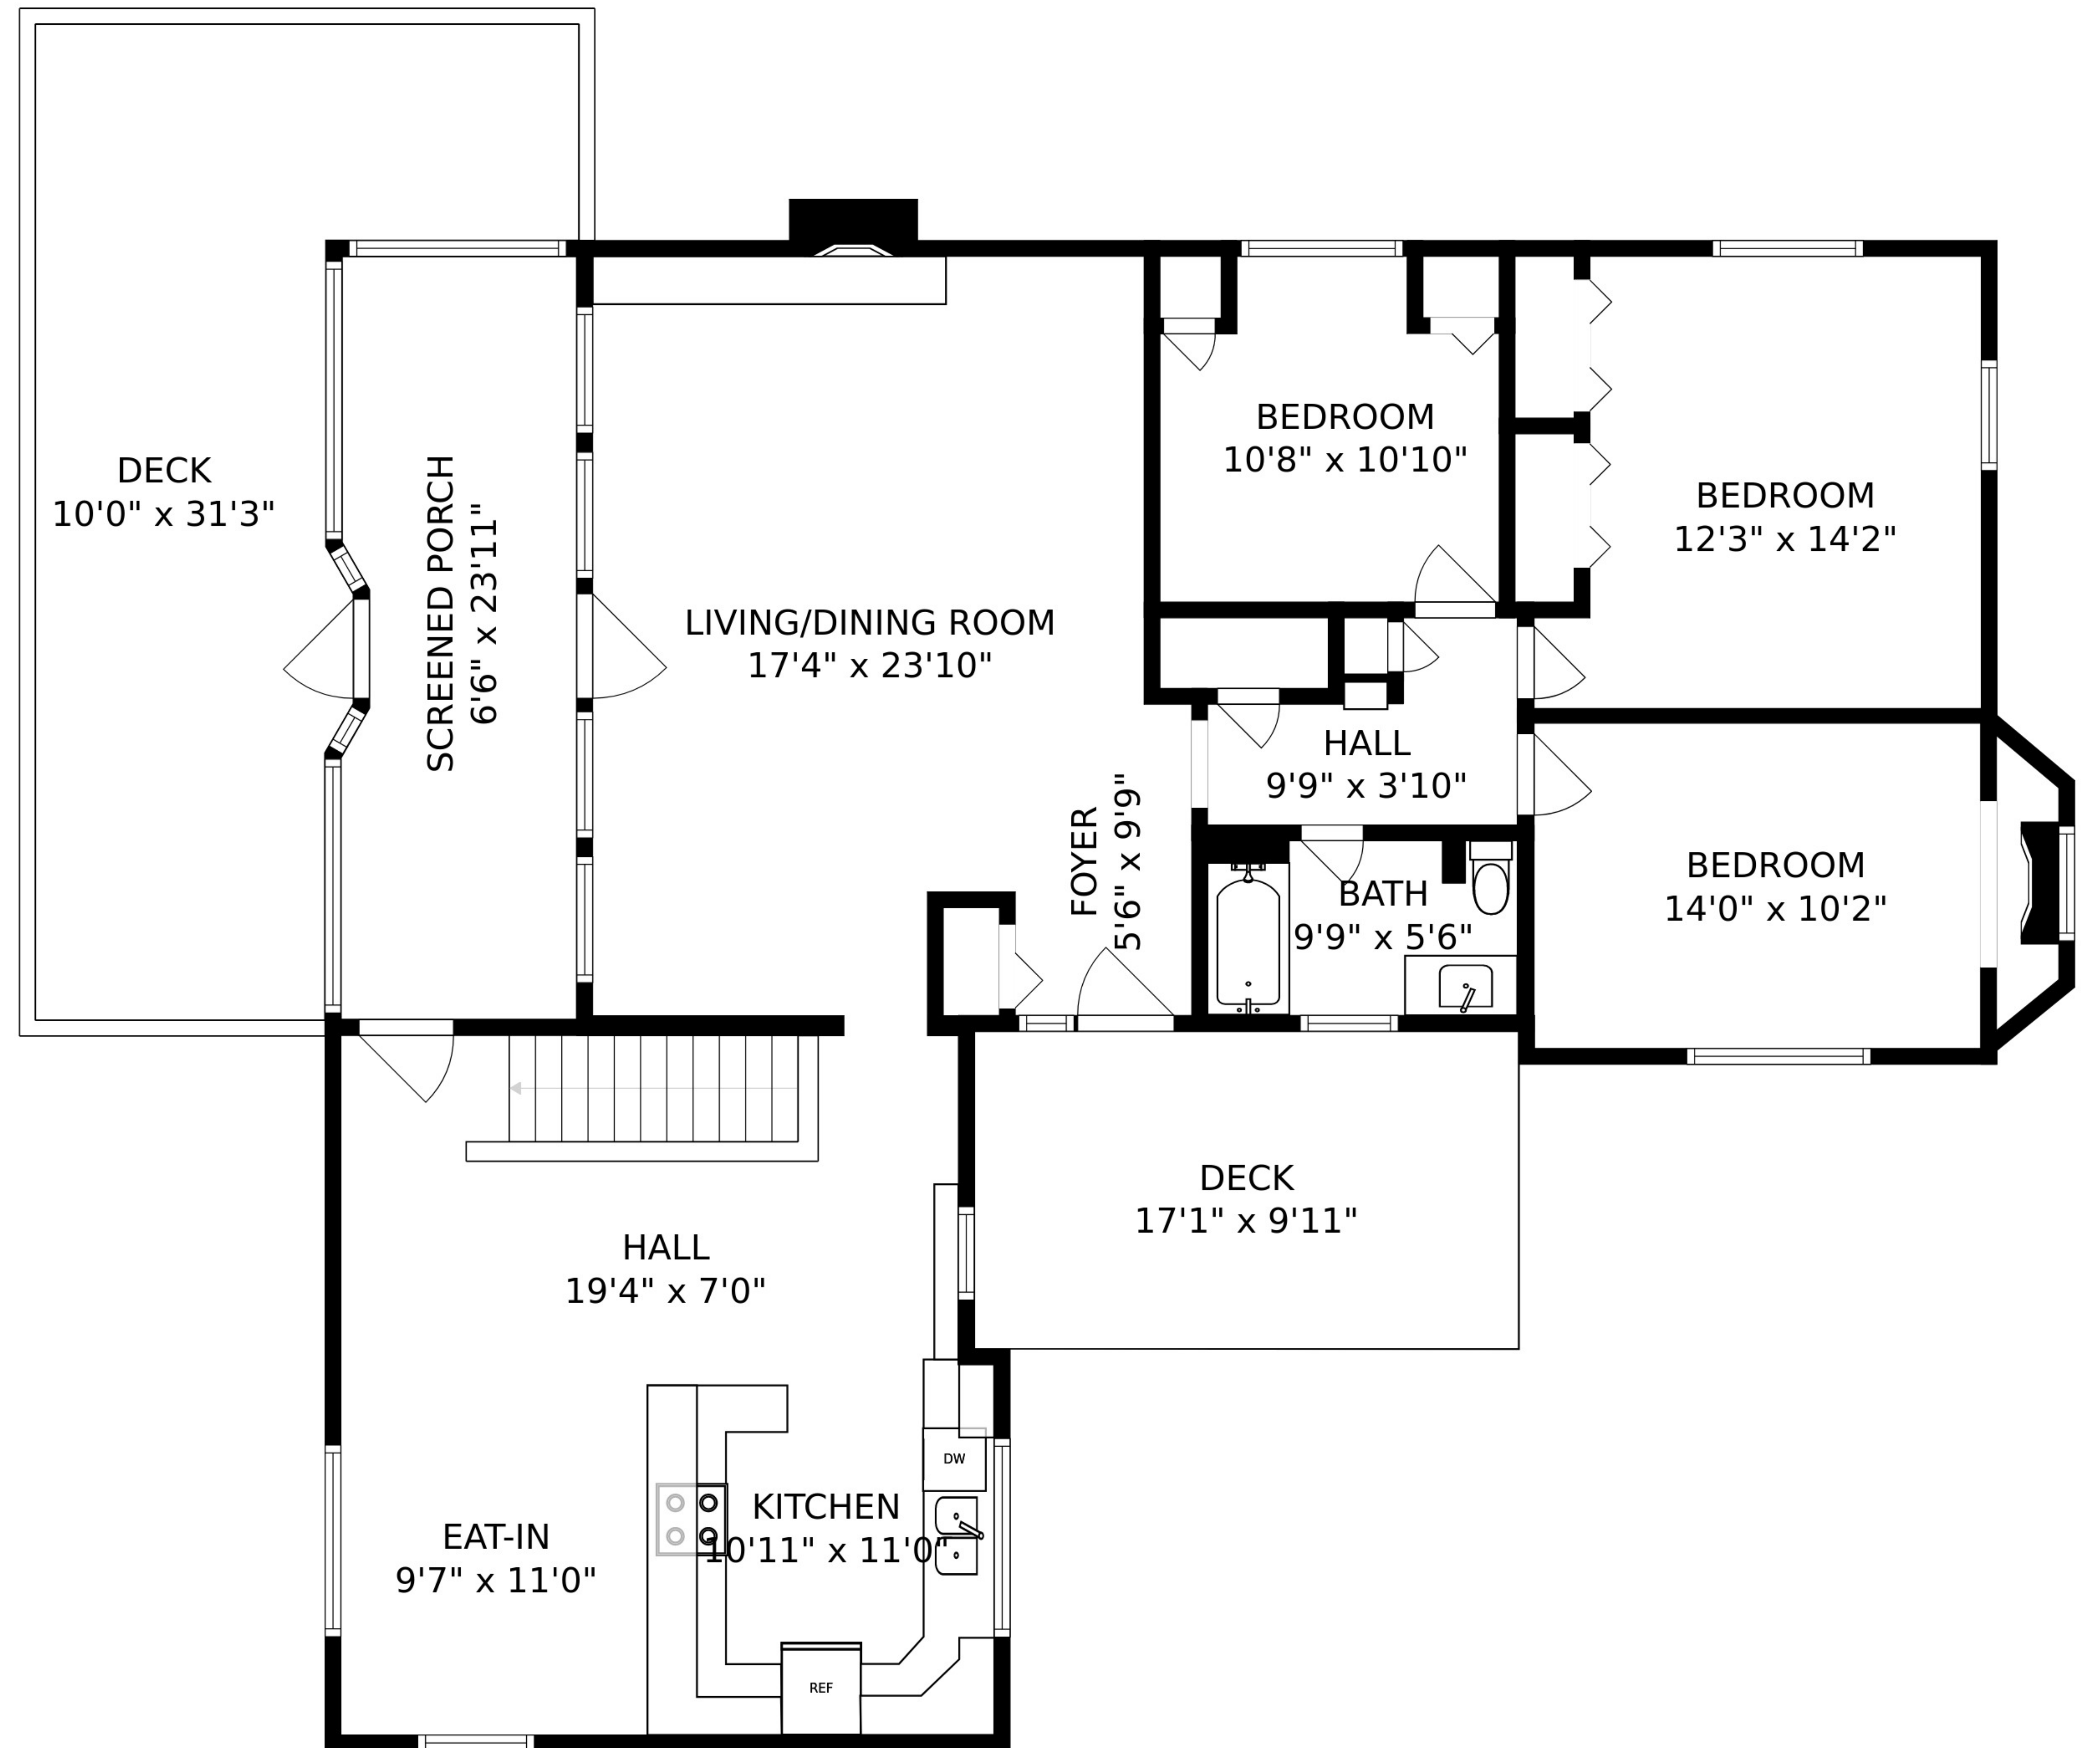 DECK
10'0" x 31'3"
SCREENED PORCH
6'6" x 23'11"
LIVING/DINING ROOM
17'4" x 23'10"
BEDROOM
10'8" x 10'10"
BEDROOM
12'3" x 14'2"
HALL
9'9" x 3'10"
FOYER
5'6" x 9'9"
BATH
9'9" x 5'6"
BEDROOM
14'0" x 10'2"
DECK
17'1" x 9'11"
HALL
19'4" x 7'0"
DW
KITCHEN
10'11" x 11'0"
EAT-IN
9'7" x 11'0"
REF